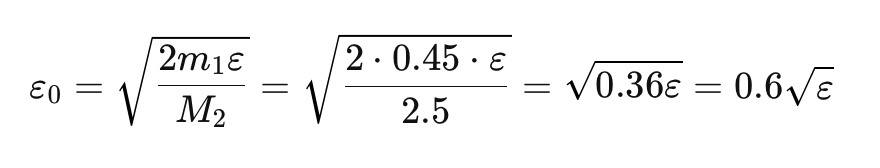 ε₀ = √(2m₁ε / M₂) = √(2 · 0.45 · ε / 2.5) = √(0.36ε) = 0.6√ε